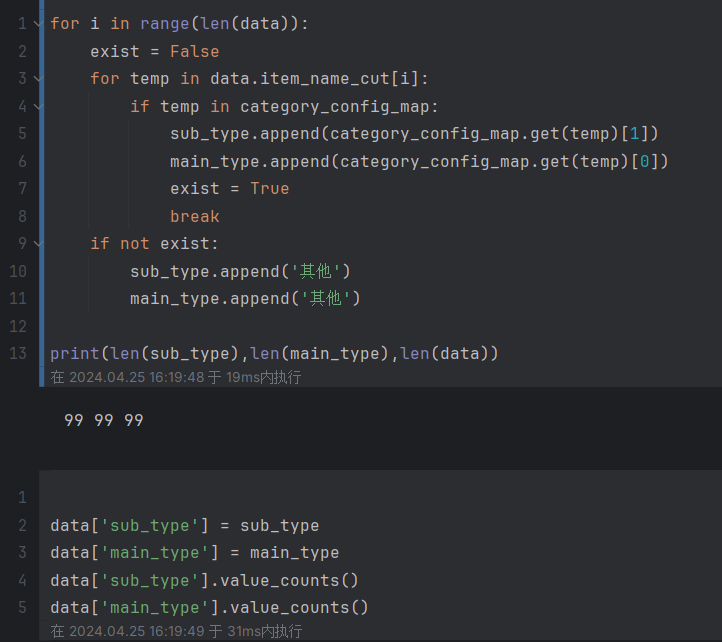 1 for i in range(len(data)):
2 exist = False
3 for temp in data.item_name_cut[i]:
4 if temp in category_config_map:
5 sub_type.append(category_config_map.get(temp)[1])
6 main_type.append(category_config_map.get(temp)[0])
7 exist = True
8 break
9 if not exist:
10 sub_type.append('其他')
11 main_type.append('其他')
12
13 print(len(sub_type),len(main_type),len(data))
在 2024.04.25 16:19:48 于 19ms内执行
99 99 99
1
2 data['sub_type'] = sub_type
3 data['main_type'] = main_type
4 data['sub_type'].value_counts()
5 data['main_type'].value_counts()
在 2024.04.25 16:19:49 于 31ms内执行